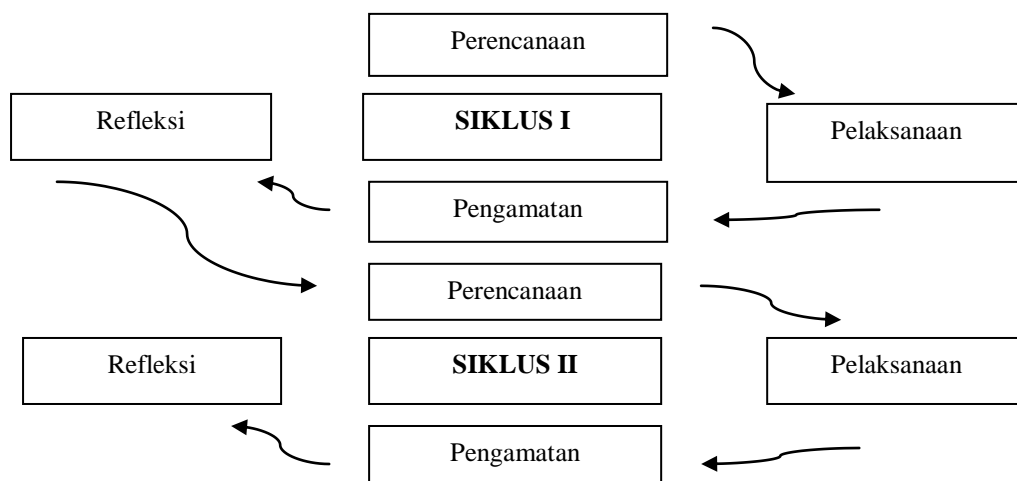 Perencanaan
Refleksi
SIKLUS I
Pelaksanaan
Pengamatan
Perencanaan
Refleksi
SIKLUS II
Pelaksanaan
Pengamatan